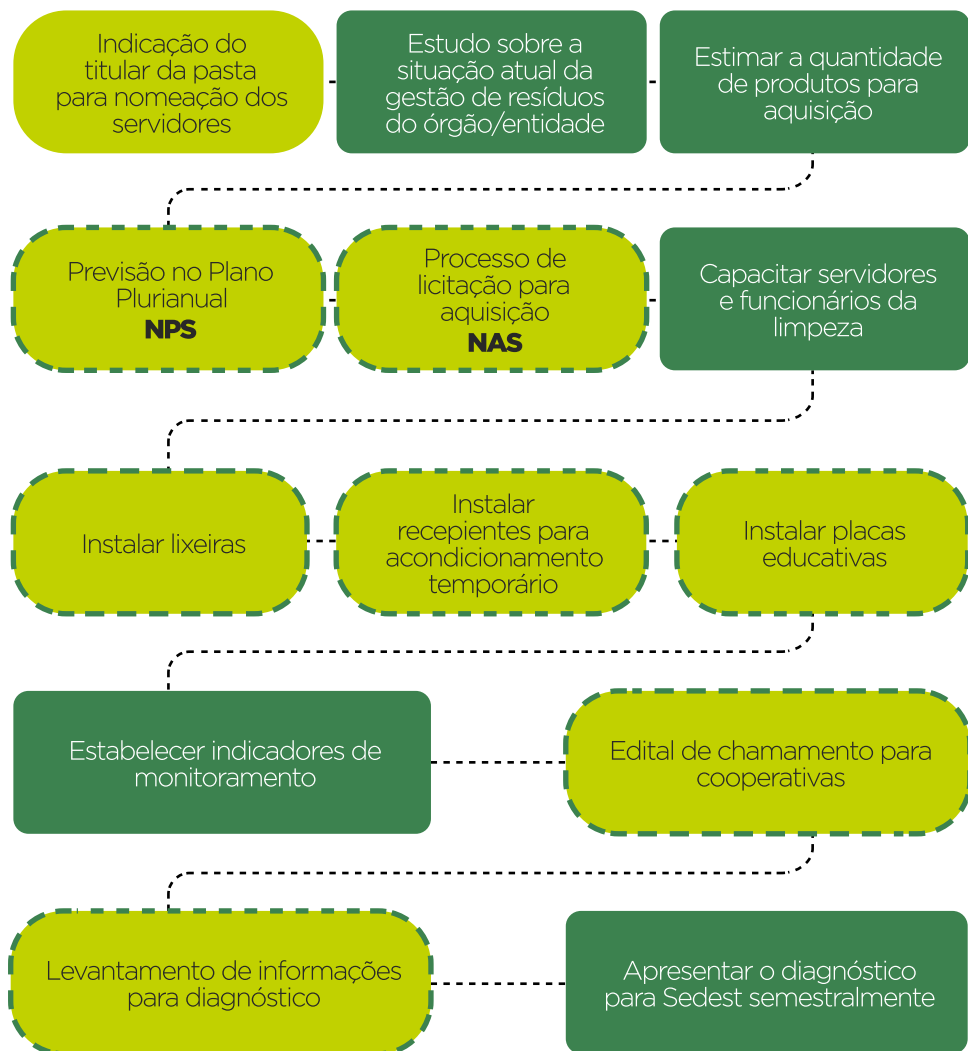 Indicação do
titular da pasta
para nomeação dos
servidores
Estudo sobre a
situação atual da
gestão de resíduos
do órgão/entidade
Estimar a quantidade
de produtos para
aquisição
Previsão no Plano
Plurianual
NPS
Processo de
licitação para
aquisição
NAS
Capacitar servidores
e funcionários da
limpeza
Instalar lixeiras
Instalar
recepientes para
acondicionamento
temporário
Instalar placas
educativas
Estabelecer indicadores de
monitoramento
Edital de chamamento para
cooperativas
Levantamento de informações
para diagnóstico
Apresentar o diagnóstico
para Sedest semestralmente